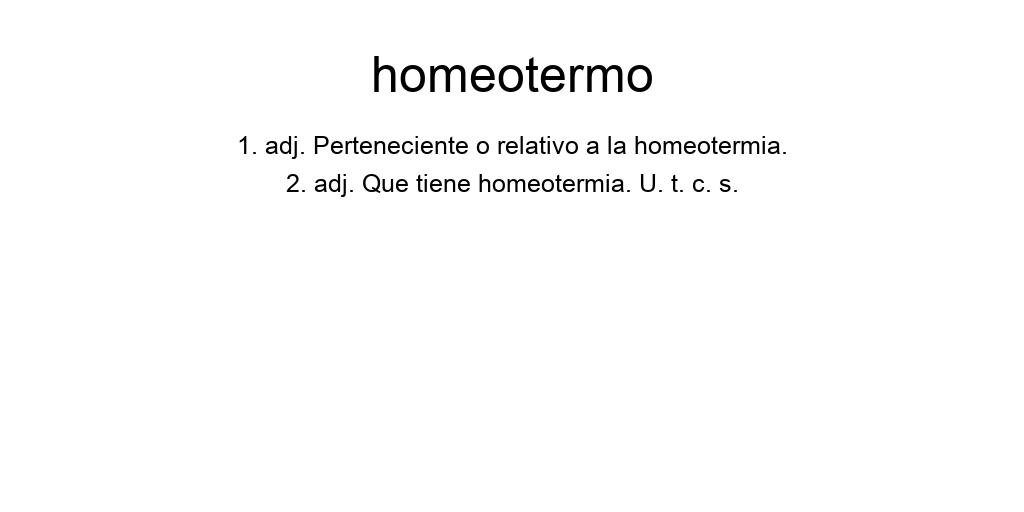 homeotermo
1. adj. Perteneciente o relativo a la homeotermia.
2. adj. Que tiene homeotermia. U. t. c. s.